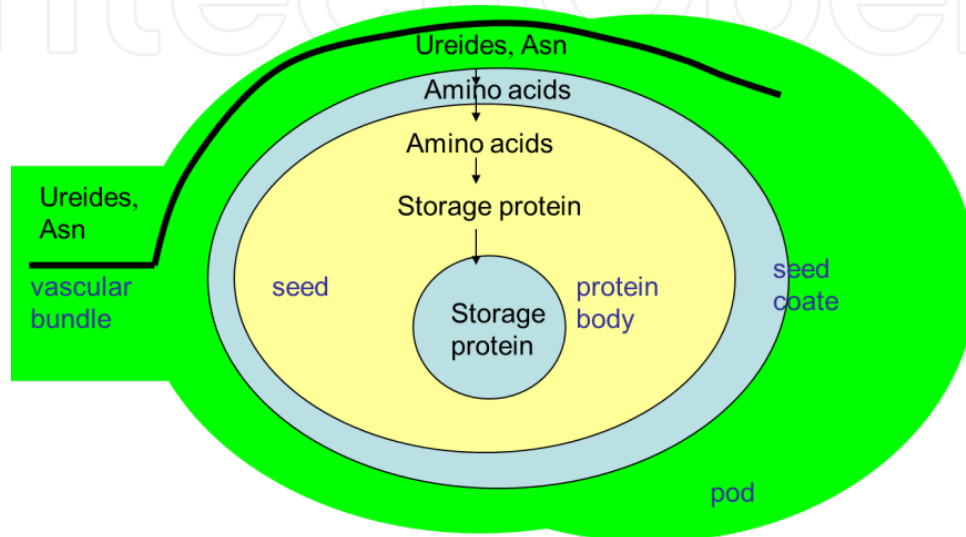 Ureides, Asn
Amino acids
Amino acids
Ureides,
Asn
Storage protein
vascular
bundle
seed
protein
body
seed
coate
Storage
protein
pod